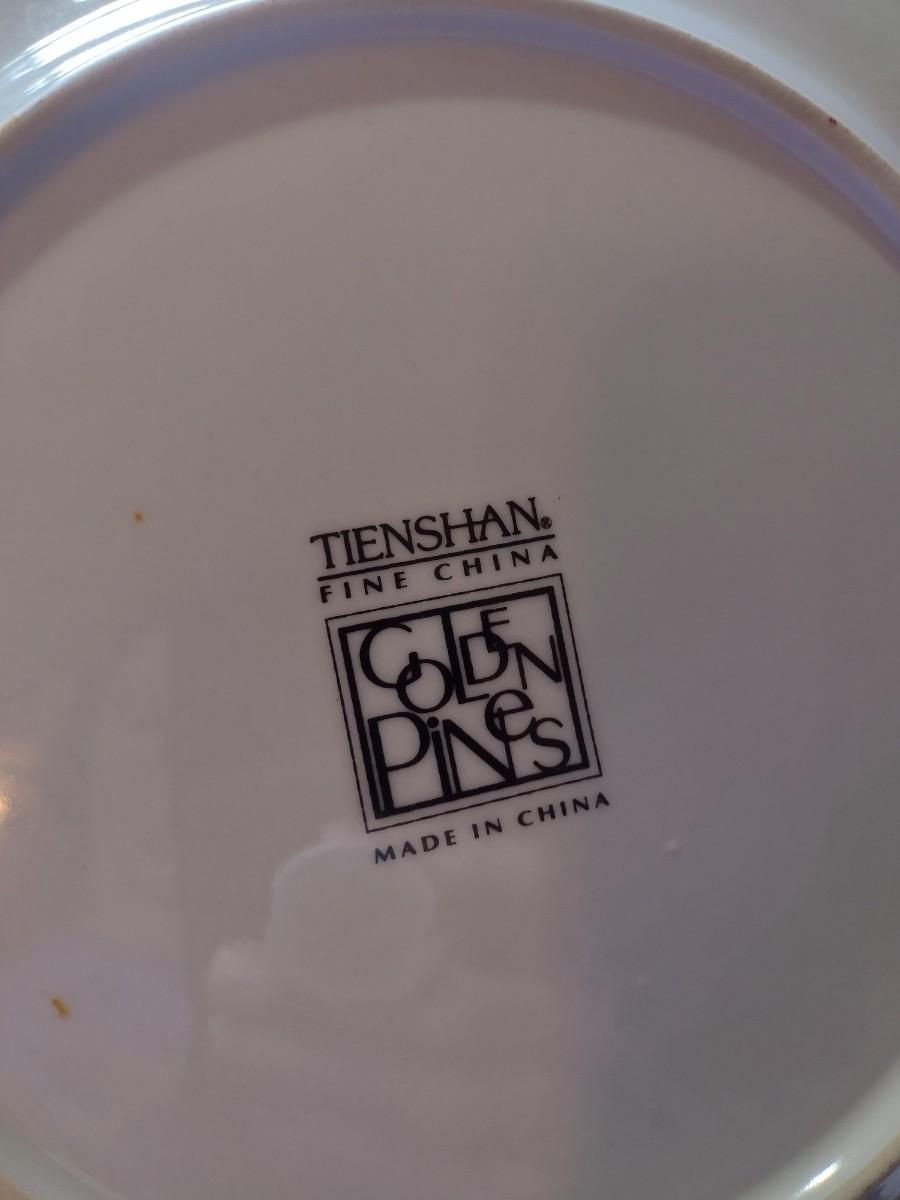 TIENSHAN®
FINE CHINA
GOLDEN
PiNeS
MADE IN CHINA